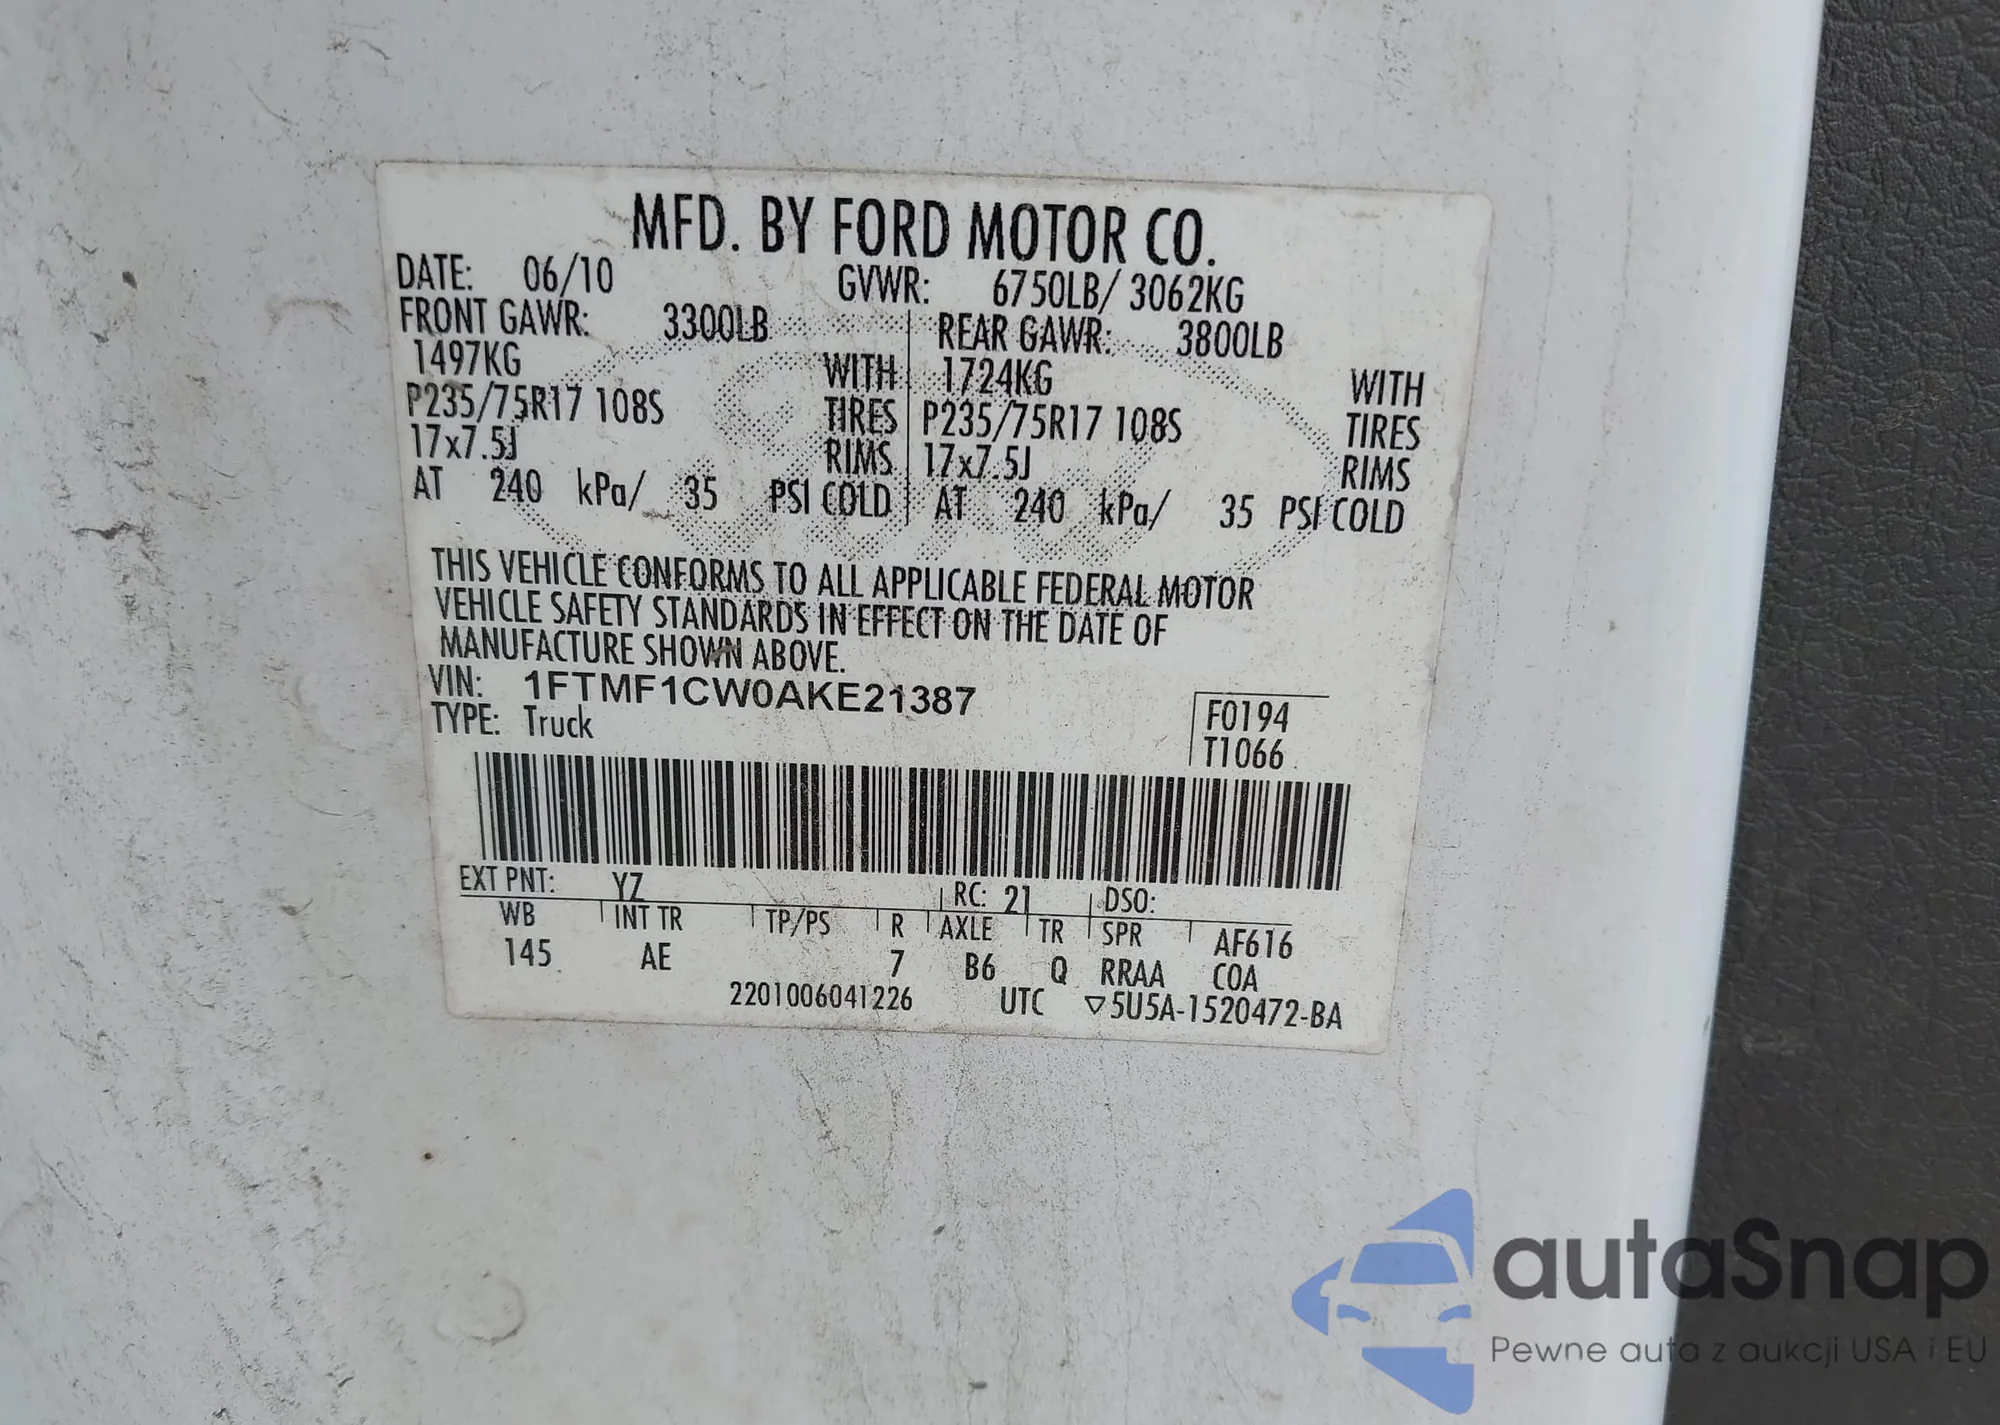 MFD. BY FORD MOTOR CO.
DATE: 06/10 GVWR: 6750LB/ 3062KG
FRONT GAWR: 3300LB REAR GAWR: 3800LB
1497KG WITH 1724KG WITH
P235/75R17 108S TIRES P235/75R17 108S TIRES
17x7.5J RIMS 17x7.5J RIMS
AT 240 kPa/ 35 PSI COLD AT 240 kPa/ 35 PSI COLD
THIS VEHICLE CONFORMS TO ALL APPLICABLE FEDERAL MOTOR
VEHICLE SAFETY STANDARDS IN EFFECT ON THE DATE OF
MANUFACTURE SHOWN ABOVE.
VIN: 1FTMF1CW0AKE21387
TYPE: Truck
F0194
T1066
EXT PNT: YZ RC: 21 DSO:
WB INT TR TP/PS R AXLE TR SPR AF616
145 AE 7 B6 Q RRAA COA
2201006041226 UTC ▽5U5A-1520472-BA
autaSnap
Pewne auta z aukcji USA i EU